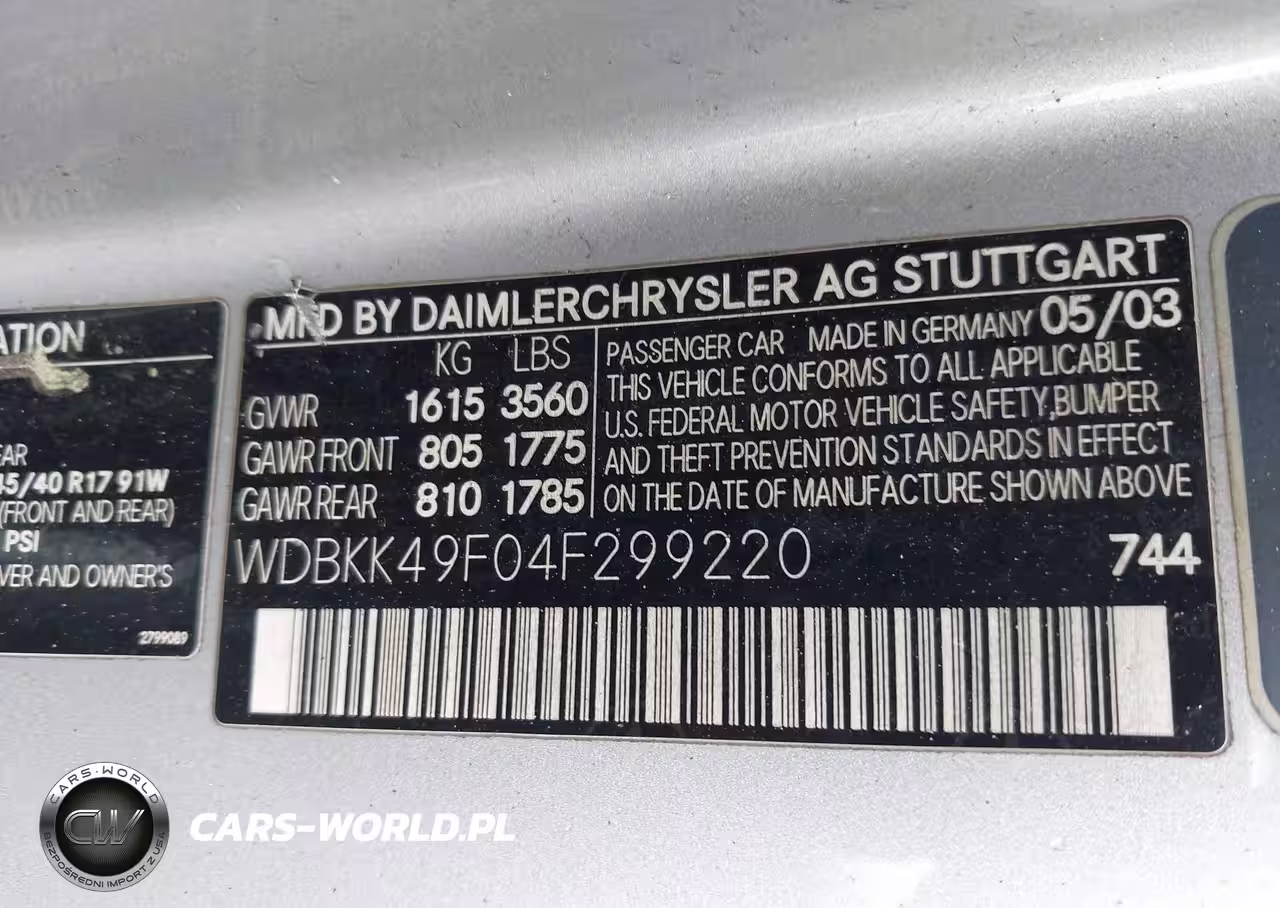 ATION
EAR
45/40 R17 91W
(FRONT AND REAR)
PSI
VER AND OWNER'S
2799089
MFD BY DAIMLERCHRYSLER AG STUTTGART
KG LBS
GVWR 1615 3560
GAWR FRONT 805 1775
GAWR REAR 810 1785
PASSENGER CAR MADE IN GERMANY 05/03
THIS VEHICLE CONFORMS TO ALL APPLICABLE
U.S. FEDERAL MOTOR VEHICLE SAFETY,BUMPER
AND THEFT PREVENTION STANDARDS IN EFFECT
ON THE DATE OF MANUFACTURE SHOWN ABOVE
WDBKK49F04F299220 744
CARS-WORLD
CW
BEZPOŚREDNI IMPORT Z USA
CARS-WORLD.PL